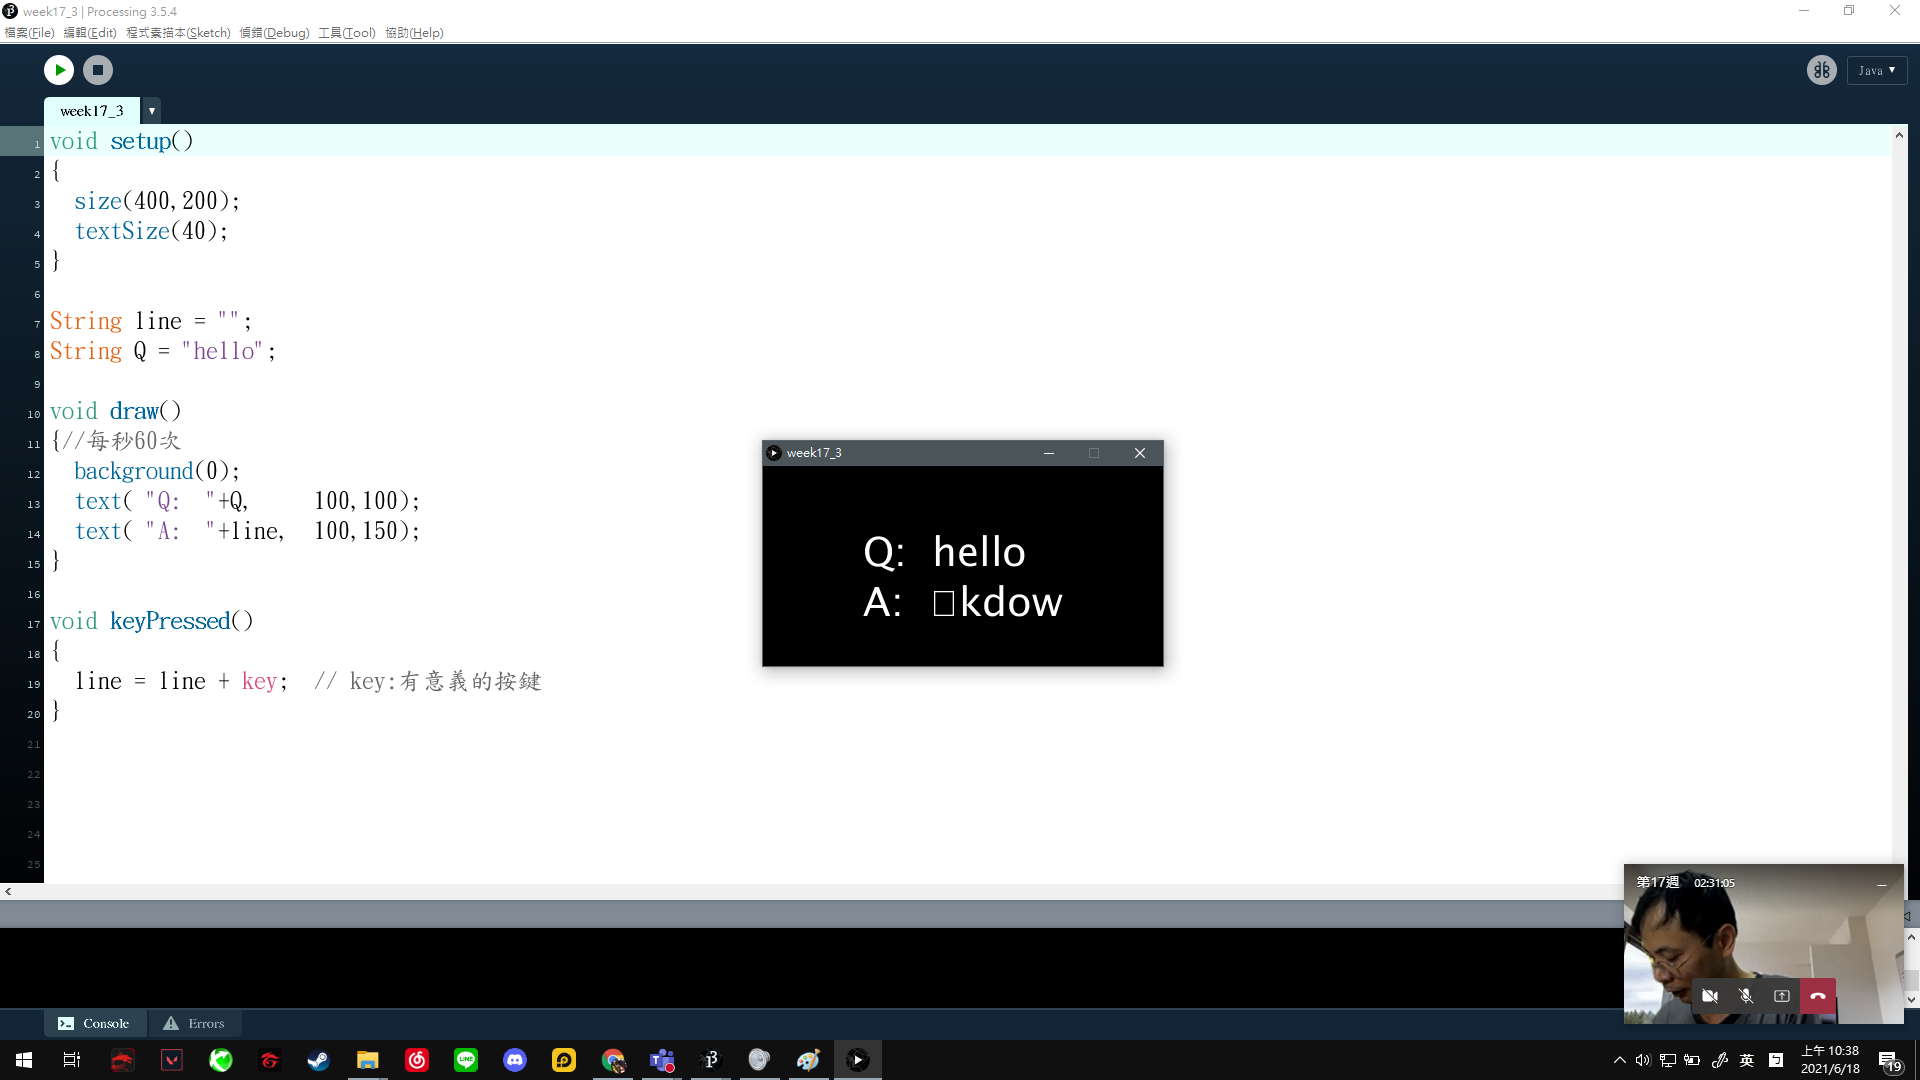 week17_3 | Processing 3.5.4
檔案(File) 編輯(Edit) 程式素描本(Sketch) 偵錯(Debug) 工具(Tool) 協助(Help)
Java ▼
week17_3 ▼
1 void setup()
2 {
3   size(400,200);
4   textSize(40);
5 }
6
7 String line = "";
8 String Q = "hello";
9
10 void draw()
11 {//每秒60次
12   background(0);
13   text( "Q:  "+Q,     100,100);
14   text( "A:  "+line,  100,150);
15 }
16
17 void keyPressed()
18 {
19   line = line + key;  // key:有意義的按鍵
20 }
21
22
23
24
25
week17_3
Q:  hello
A:  □kdow
第17週 02:31:05
Console Errors
英
上午 10:38
2021/6/18
19